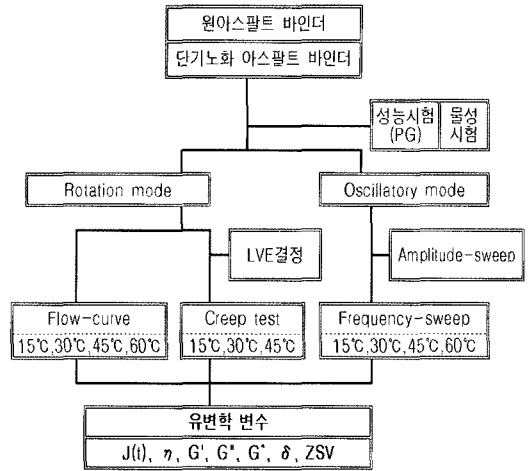 원아스팔트 바인더
단기노화 아스팔트 바인더
성능시험 물성
(PG) 시험
Rotation mode
Oscillatory mode
LVE결정
Amplitude-sweep
Flow-curve
15℃,30℃,45℃,60℃
Creep test
15℃,30℃,45℃
Frequency-sweep
15℃,30℃,45℃,60℃
유변학 변수
J(t), η, G', G", G*, δ, ZSV